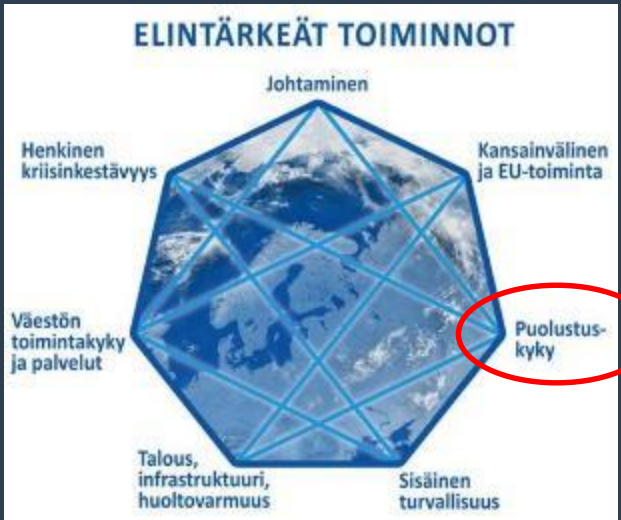 ELINTÄRKEÄT TOIMINNOT
Johtaminen
Henkinen
kriisinkestävyys
Kansainvälinen
ja EU-toiminta
Väestön
toimintakyky
ja palvelut
Puolustus-
kyky
Talous,
infrastruktuuri,
huoltovarmuus
Sisäinen
turvallisuus